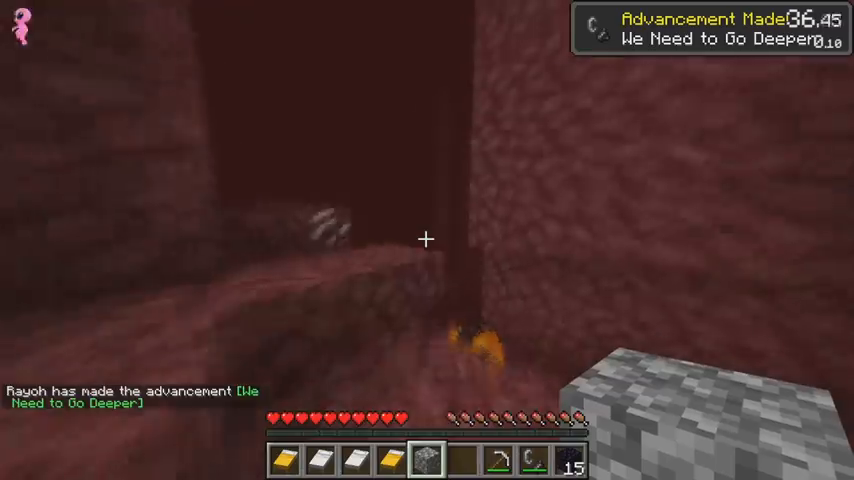 Advancement Made
36.45
We Need to Go Deeper
0.10
Rayoh has made the advancement [We
Need to Go Deeper]
15